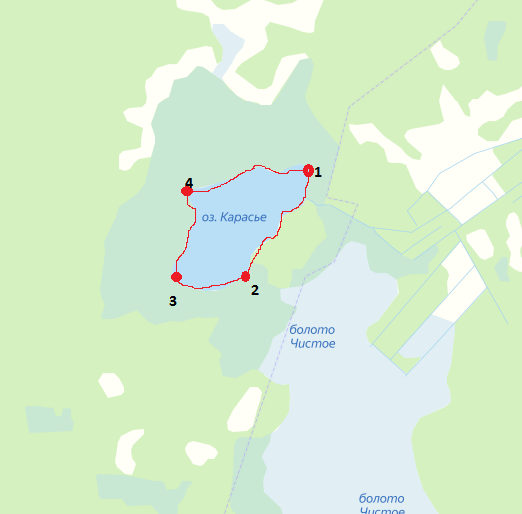 1
4
оз. Карасье
3
2
болото
Чистое
болото
Чистое